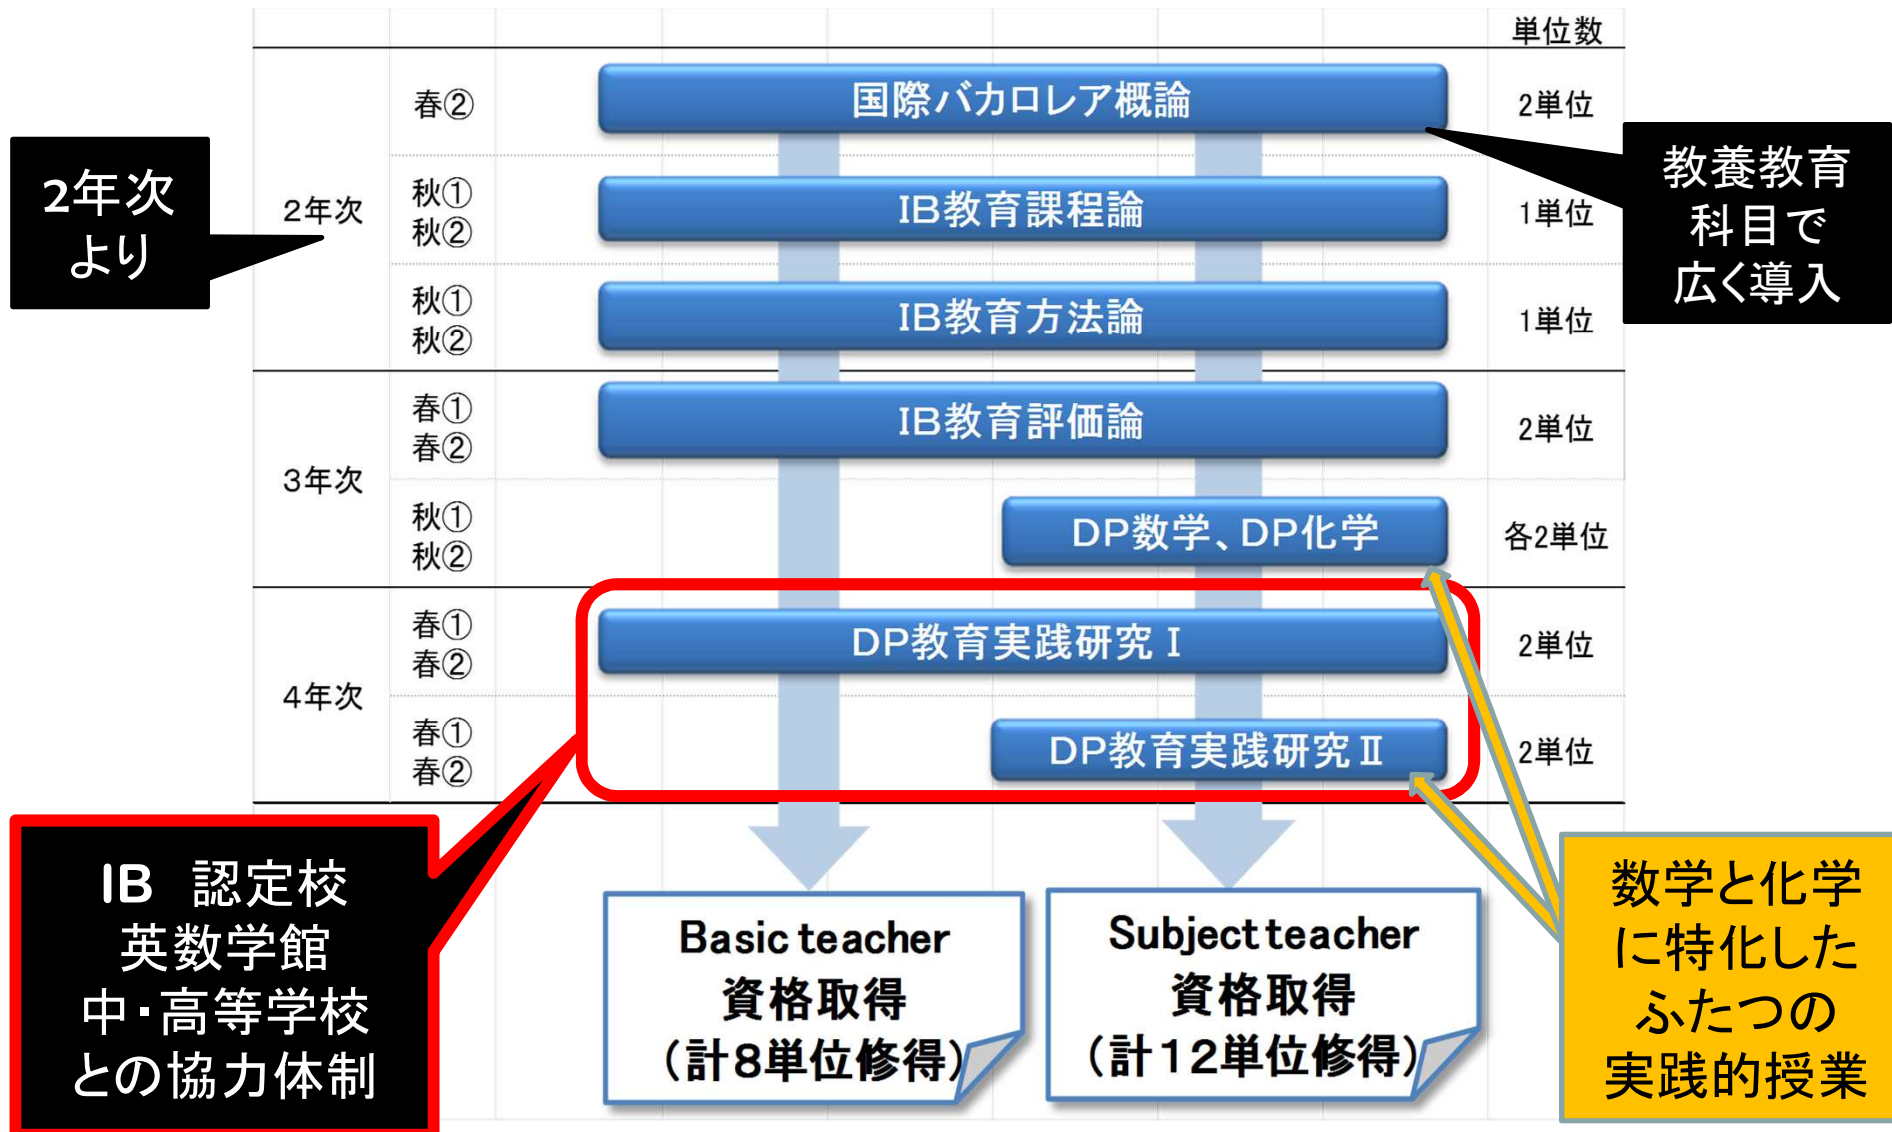 単位数
2年次
より
2年次
春②
国際バカロレア概論
2単位
教養教育
科目で
広く導入
秋①
秋②
IB教育課程論
1単位
秋①
秋②
IB教育方法論
1単位
3年次
春①
春②
IB教育評価論
2単位
秋①
秋②
DP数学、DP化学
各2単位
4年次
春①
春②
DP教育実践研究Ⅰ
2単位
春①
春②
DP教育実践研究Ⅱ
2単位
IB 認定校
英数学館
中・高等学校
との協力体制
Basic teacher
資格取得
(計8単位修得)
Subject teacher
資格取得
(計12単位修得)
数学と化学
に特化した
ふたつの
実践的授業